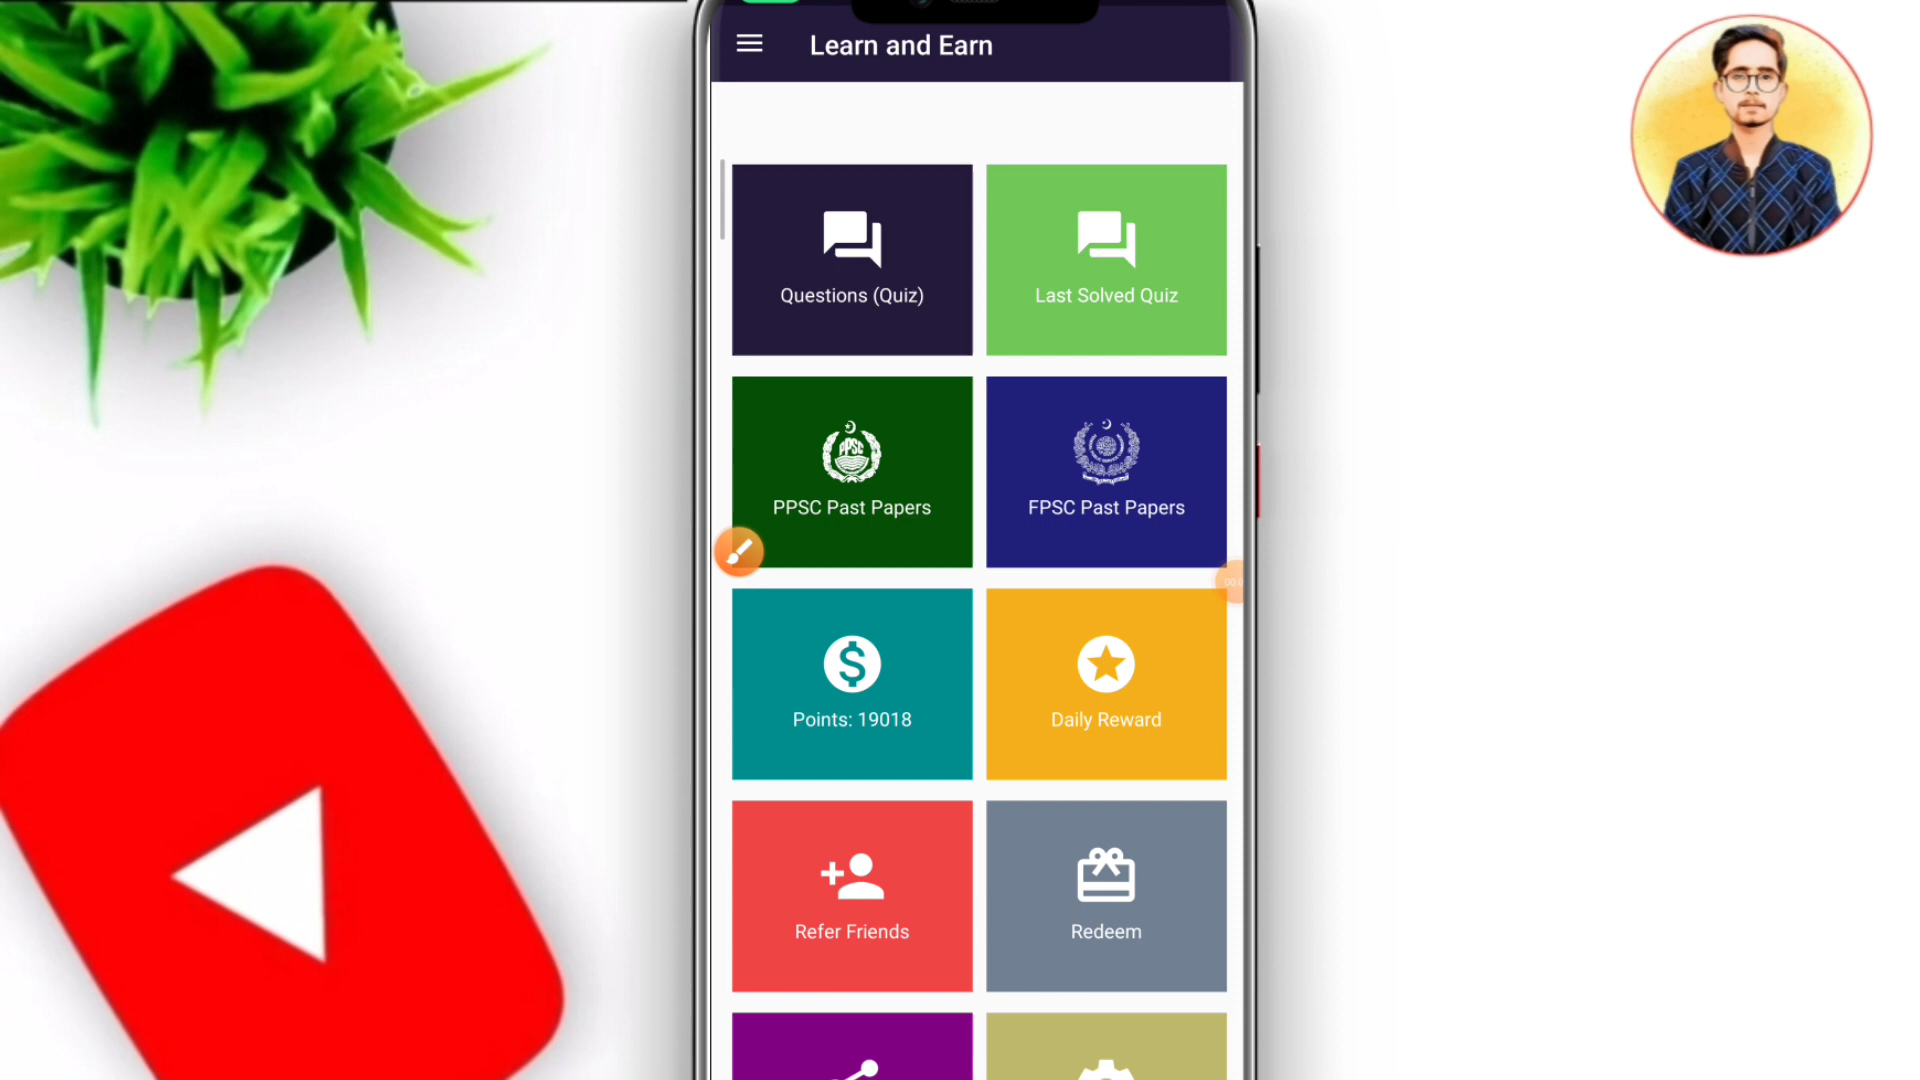 Learn and Earn
Questions (Quiz)
Last Solved Quiz
PPSC
PPSC Past Papers
FPSC Past Papers
Points: 19018
Daily Reward
Refer Friends
Redeem